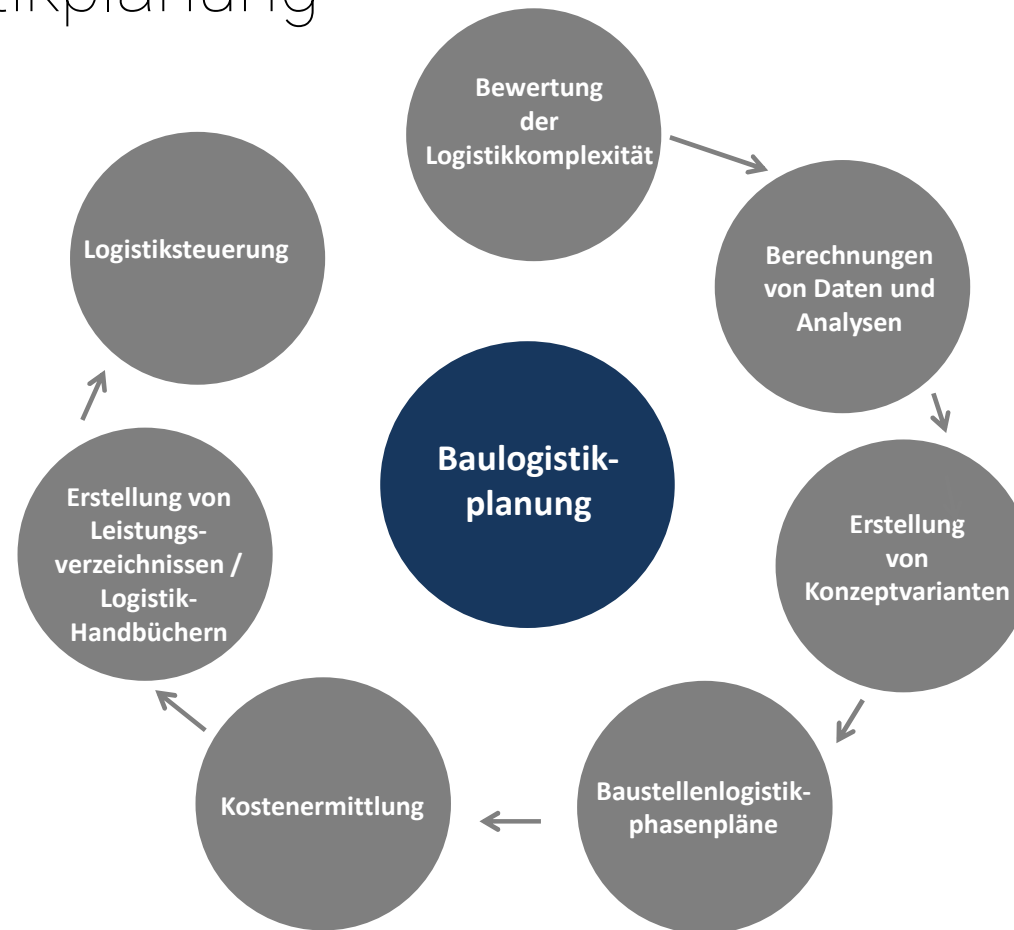 tikplanung
Bewertung
der
Logistikkomplexität
Berechnungen
von Daten und
Analysen
Erstellung
von
Konzeptvarianten
Baustellenlogistik-
phasenpläne
Kostenermittlung
Erstellung von
Leistungs-
verzeichnissen /
Logistik-
Handbüchern
Logistiksteuerung
Baulogistik-
planung